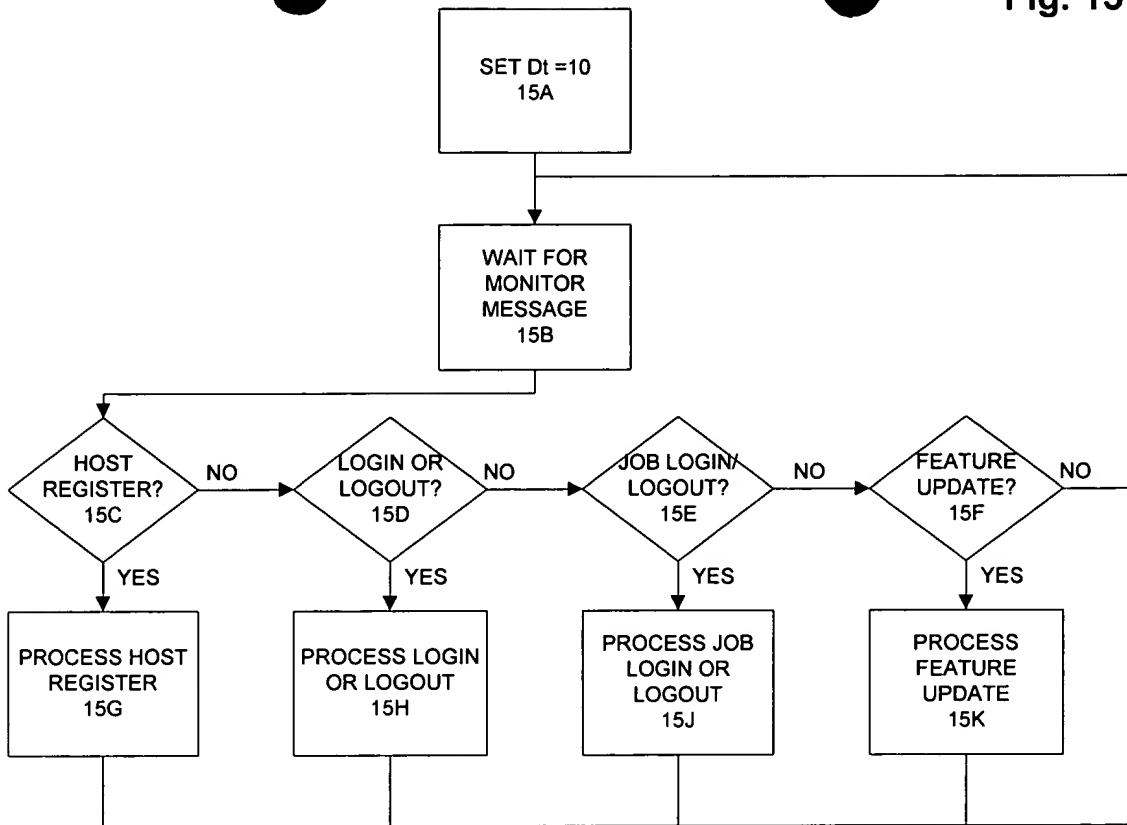 Fig. 15
SET Dt =10
15A
WAIT FOR
MONITOR
MESSAGE
15B
HOST
REGISTER?
15C
NO
LOGIN OR
LOGOUT?
15D
NO
JOB LOGIN/
LOGOUT?
15E
NO
FEATURE
UPDATE?
15F
NO
YES
YES
YES
YES
PROCESS HOST
REGISTER
15G
PROCESS LOGIN
OR LOGOUT
15H
PROCESS JOB
LOGIN OR
LOGOUT
15J
PROCESS
FEATURE
UPDATE
15K